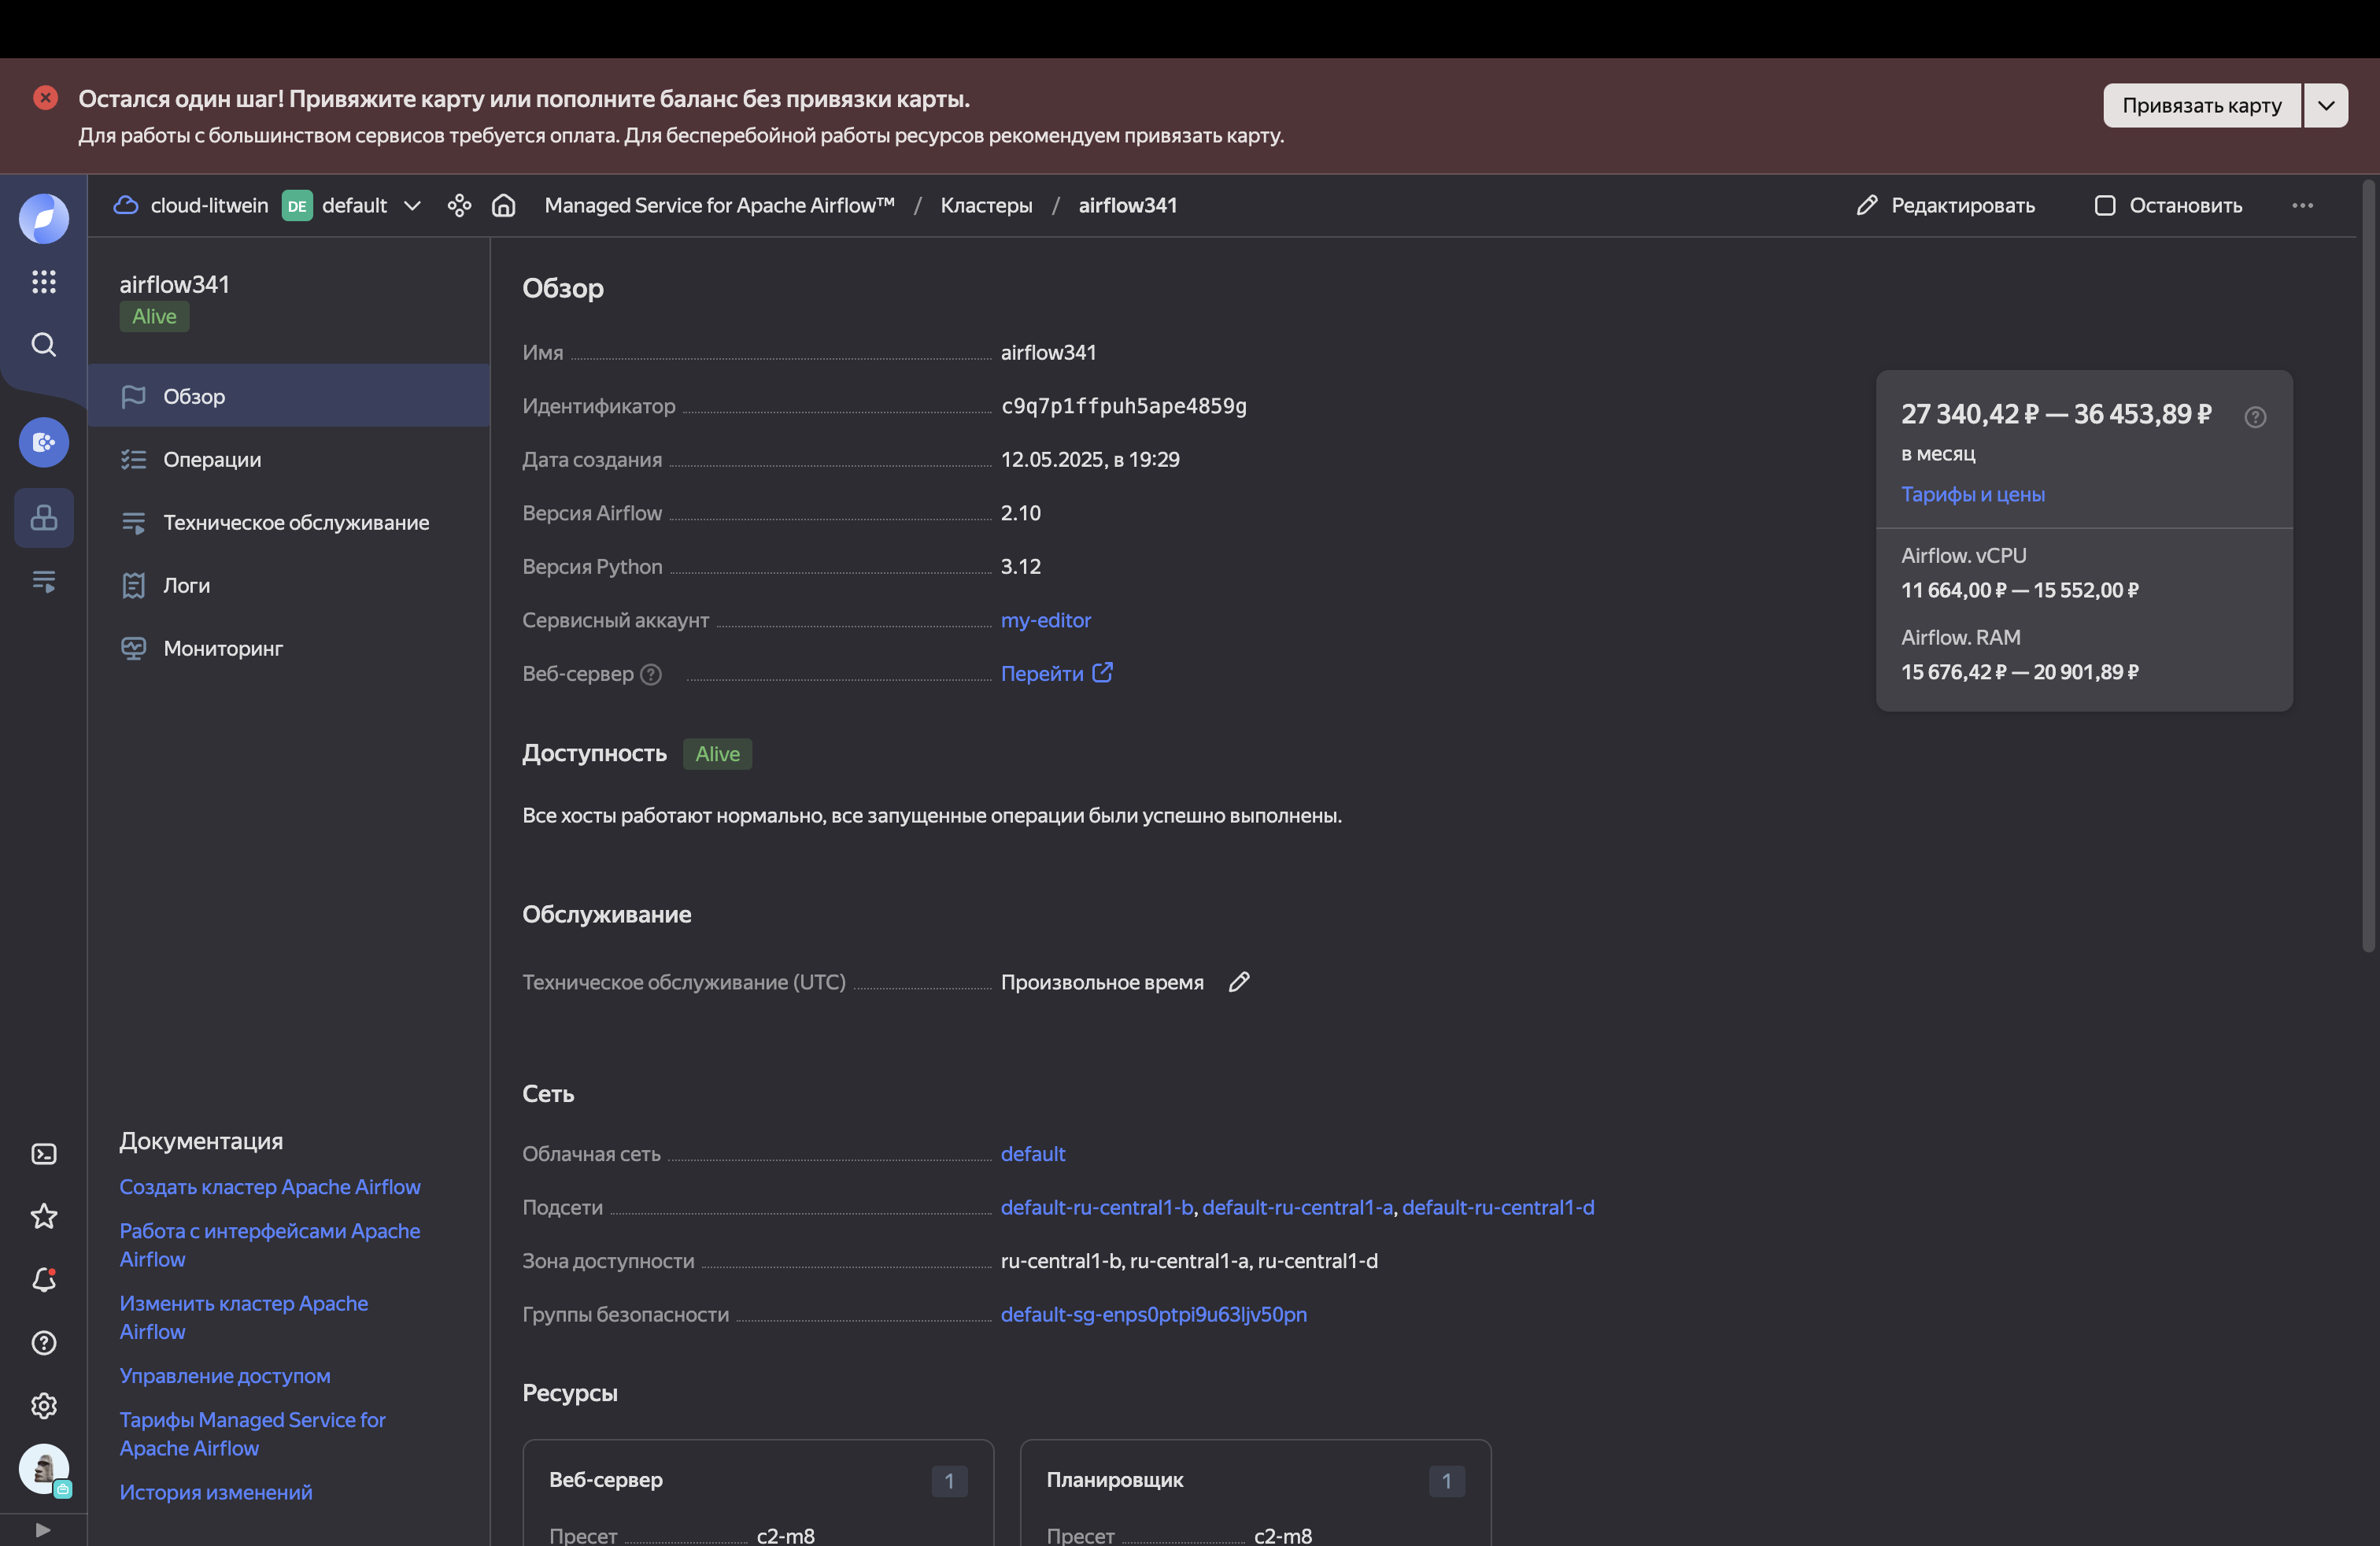 Остался один шаг! Привяжите карту или пополните баланс без привязки карты.
Для работы с большинством сервисов требуется оплата. Для бесперебойной работы ресурсов рекомендуем привязать карту.
Привязать карту
cloud-litwein DE default Managed Service for Apache Airflow™ / Кластеры / airflow341 Редактировать Остановить
airflow341
Alive
Обзор
Операции
Техническое обслуживание
Логи
Мониторинг
Документация
Создать кластер Apache Airflow
Работа с интерфейсами Apache
Airflow
Изменить кластер Apache
Airflow
Управление доступом
Тарифы Managed Service for
Apache Airflow
История изменений
Обзор
Имя airflow341
Идентификатор c9q7p1ffpuh5ape4859g
Дата создания 12.05.2025, в 19:29
Версия Airflow 2.10
Версия Python 3.12
Сервисный аккаунт my-editor
Веб-сервер Перейти
Доступность Alive
Все хосты работают нормально, все запущенные операции были успешно выполнены.
Обслуживание
Техническое обслуживание (UTC) Произвольное время
Сеть
Облачная сеть default
Подсети default-ru-central1-b, default-ru-central1-a, default-ru-central1-d
Зона доступности ru-central1-b, ru-central1-a, ru-central1-d
Группы безопасности default-sg-enps0ptpi9u63ljv50pn
Ресурсы
Веб-сервер 1
Пресет c2-m8
Планировщик 1
Пресет c2-m8
27 340,42 ₽ — 36 453,89 ₽
в месяц
Тарифы и цены
Airflow. vCPU
11 664,00 ₽ — 15 552,00 ₽
Airflow. RAM
15 676,42 ₽ — 20 901,89 ₽